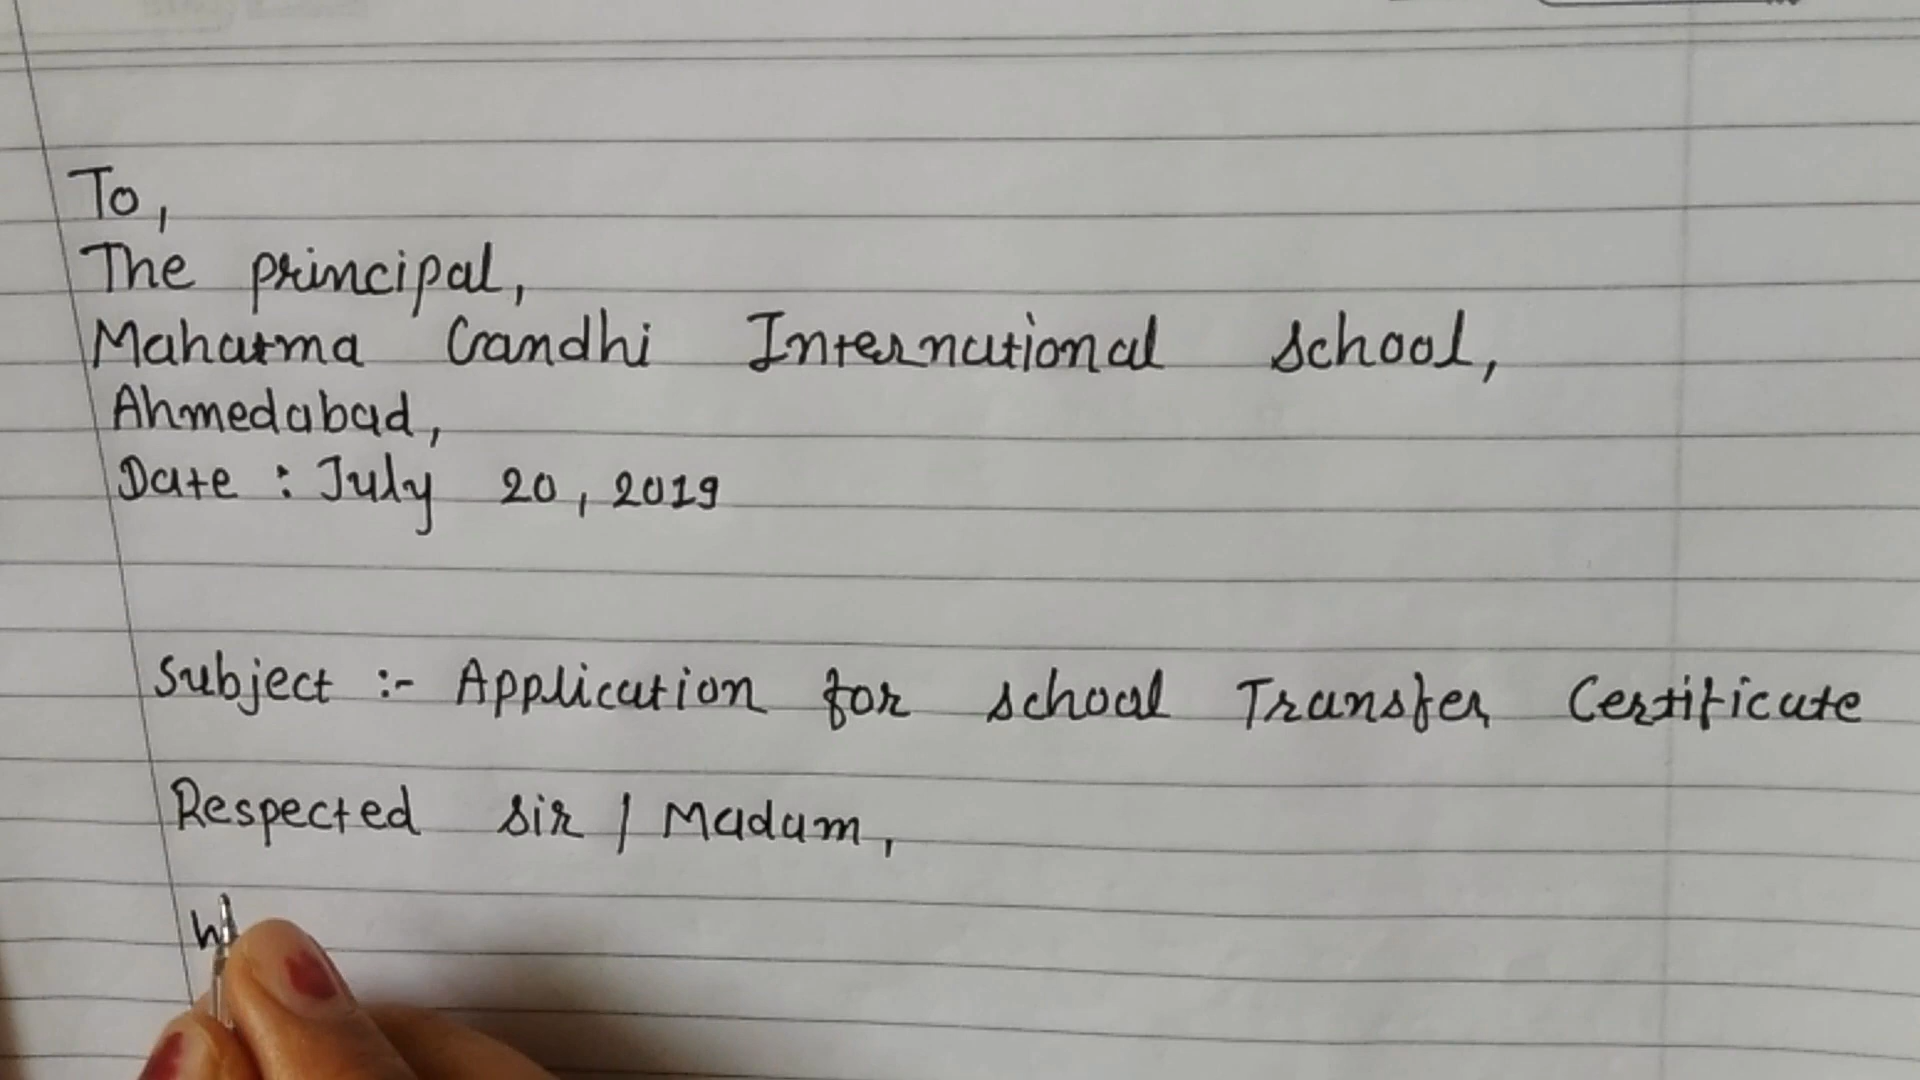 To,
The principal,
Mahatma Gandhi International school,
Ahmedabad,
Date : July 20, 2019
Subject :- Application for school Transfer Certificate
Respected sir / Madam,